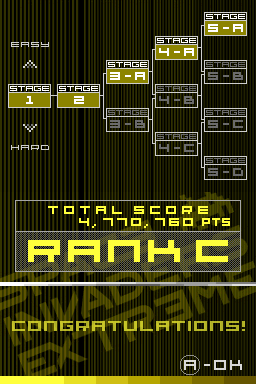 EASY
HARD
STAGE
1
STAGE
2
STAGE
3-A
STAGE
3-B
STAGE
4-A
STAGE
4-B
STAGE
4-C
STAGE
5-A
STAGE
5-B
STAGE
5-C
STAGE
5-D
TOTAL SCORE
4,770,760 PTS
RANK C
SPACE
INVADERS
EXTREME
CONGRATULATIONS!
A-OK